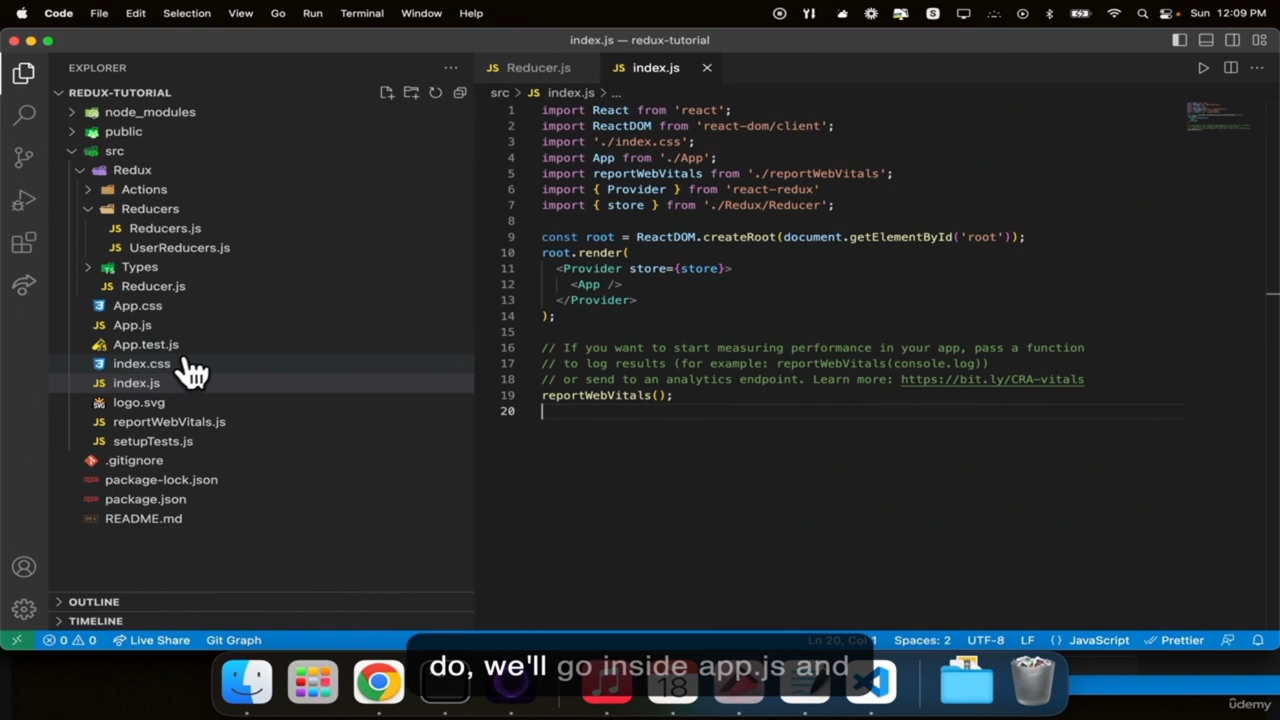 Code File Edit Selection View Go Run Terminal Window Help Sun 12:09 PM
index.js — redux-tutorial
EXPLORER
REDUX-TUTORIAL
node_modules
public
src
Redux
Actions
Reducers
Reducers.js
UserReducers.js
Types
Reducer.js
App.css
App.js
App.test.js
index.css
index.js
logo.svg
reportWebVitals.js
setupTests.js
.gitignore
package-lock.json
package.json
README.md
OUTLINE
TIMELINE
JS Reducer.js JS index.js
src > JS index.js > ...
1 import React from 'react';
2 import ReactDOM from 'react-dom/client';
3 import './index.css';
4 import App from './App';
5 import reportWebVitals from './reportWebVitals';
6 import { Provider } from 'react-redux'
7 import { store } from './Redux/Reducer';
8
9 const root = ReactDOM.createRoot(document.getElementById('root'));
10 root.render(
11 <Provider store={store}>
12 <App />
13 </Provider>
14 );
15
16 // If you want to start measuring performance in your app, pass a function
17 // to log results (for example: reportWebVitals(console.log))
18 // or send to an analytics endpoint. Learn more: https://bit.ly/CRA-vitals
19 reportWebVitals();
20
0 0 Live Share Git Graph Ln 20, Col 1 Spaces: 2 UTF-8 LF {} JavaScript Prettier
do, we'll go inside app.js and
18
udemy